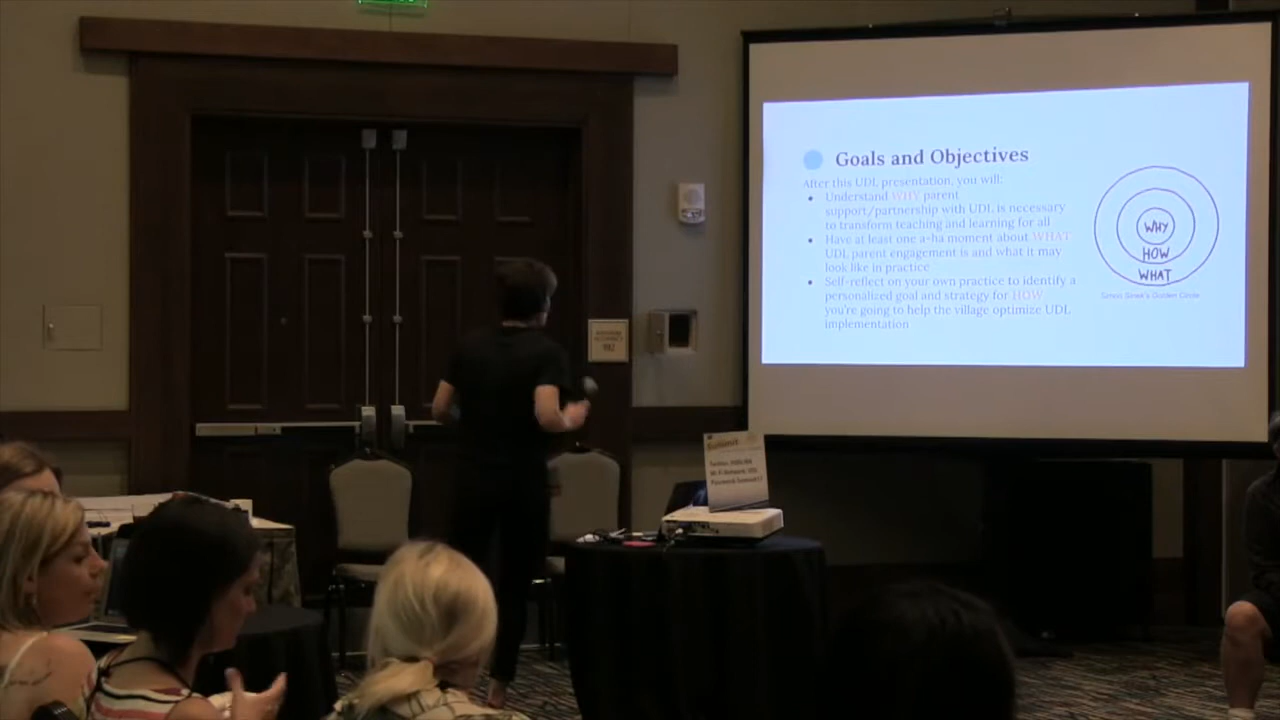 Goals and Objectives
After this UDL presentation, you will:
Understand WHY parent
support/partnership with UDL is necessary
to transform teaching and learning for all
Have at least one a-ha moment about WHAT
UDL parent engagement is and what it may
look like in practice
Self-reflect on your own practice to identify a
personalized goal and strategy for HOW
you're going to help the village optimize UDL
implementation
WHY
HOW
WHAT
Simon Sinek's Golden Circle
Summit